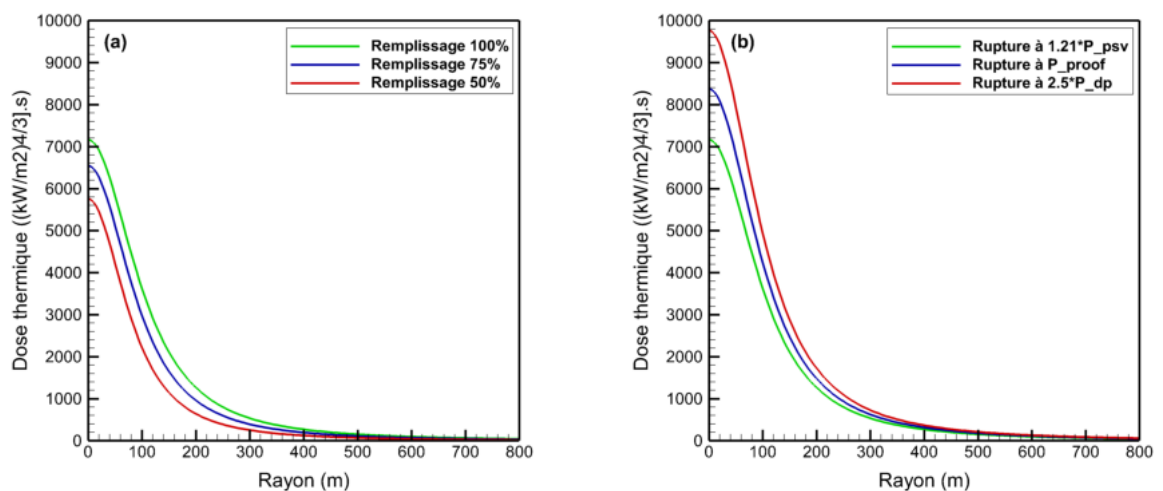 (a)
Remplissage 100%
Remplissage 75%
Remplissage 50%
Dose thermique ((kW/m2)4/3].s)
10000
9000
8000
7000
6000
5000
4000
3000
2000
1000
0
0 100 200 300 400 500 600 700 800
Rayon (m)
(b)
Rupture à 1.21*P_psv
Rupture à P_proof
Rupture à 2.5*P_dp
Dose thermique ((kW/m2)4/3].s)
10000
9000
8000
7000
6000
5000
4000
3000
2000
1000
0
0 100 200 300 400 500 600 700 800
Rayon (m)